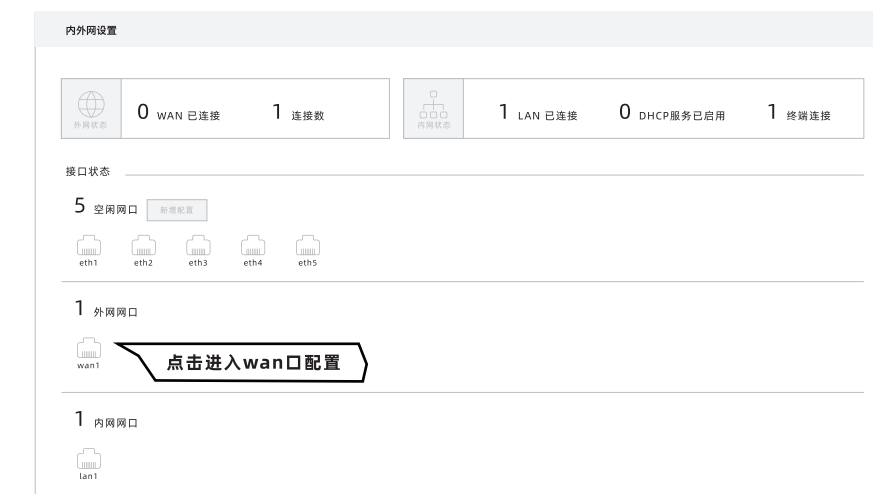 内外网设置
外网状态
0 WAN 已连接
1 连接数
内网状态
1 LAN 已连接
0 DHCP服务已启用
1 终端连接
接口状态
5 空闲网口
新增配置
eth1 eth2 eth3 eth4 eth5
1 外网网口
wan1
点击进入wan口配置
1 内网网口
lan1